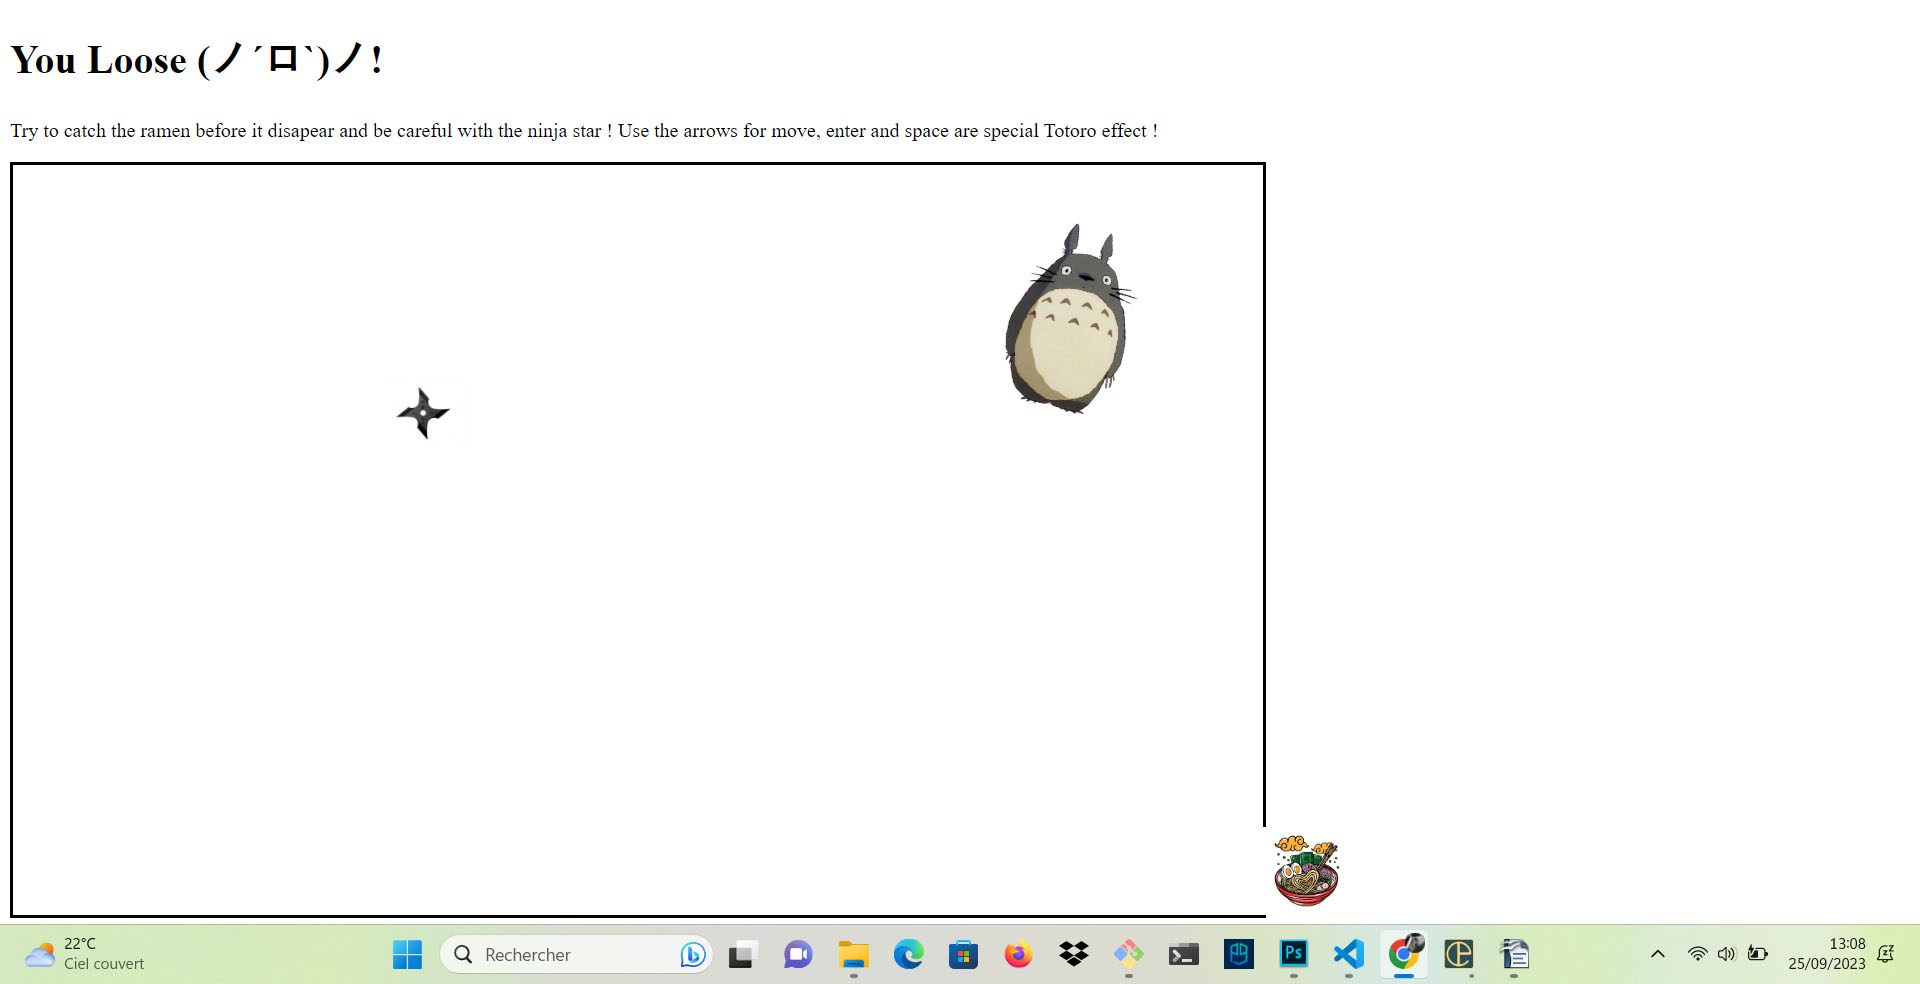 You Loose (ノ´ロ`)ノ!
Try to catch the ramen before it disapear and be careful with the ninja star ! Use the arrows for move, enter and space are special Totoro effect !
22°C
Ciel couvert
Rechercher
Ps
13:08
25/09/2023